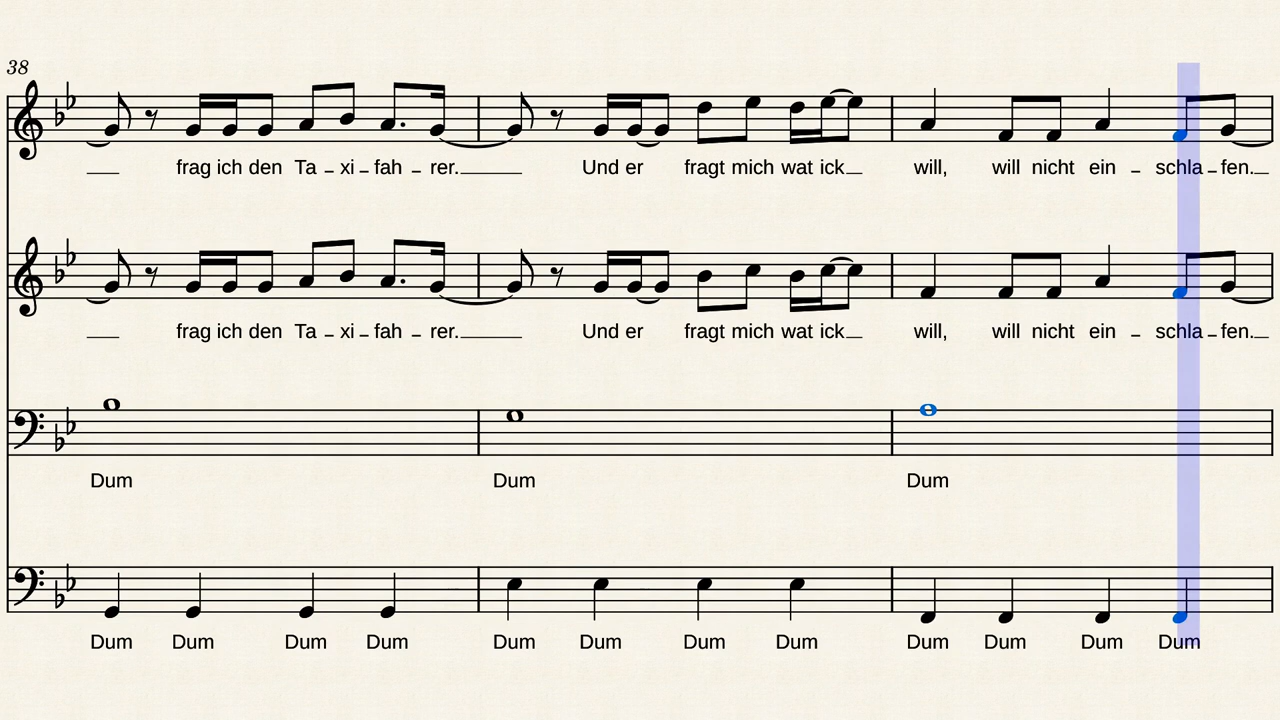 38
frag ich den Ta - xi - fah - rer. Und er fragt mich wat ick will, will nicht ein - schla - fen.
frag ich den Ta - xi - fah - rer. Und er fragt mich wat ick will, will nicht ein - schla - fen.
Dum Dum Dum
Dum Dum Dum Dum Dum Dum Dum Dum Dum Dum Dum Dum